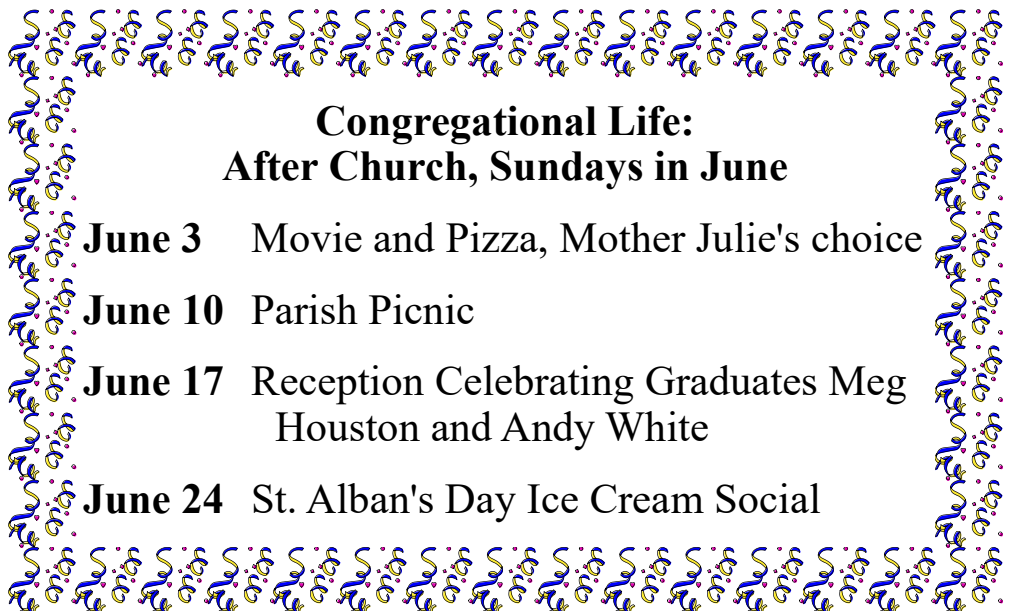 Congregational Life:
After Church, Sundays in June
June 3 Movie and Pizza, Mother Julie's choice
June 10 Parish Picnic
June 17 Reception Celebrating Graduates Meg
Houston and Andy White
June 24 St. Alban's Day Ice Cream Social